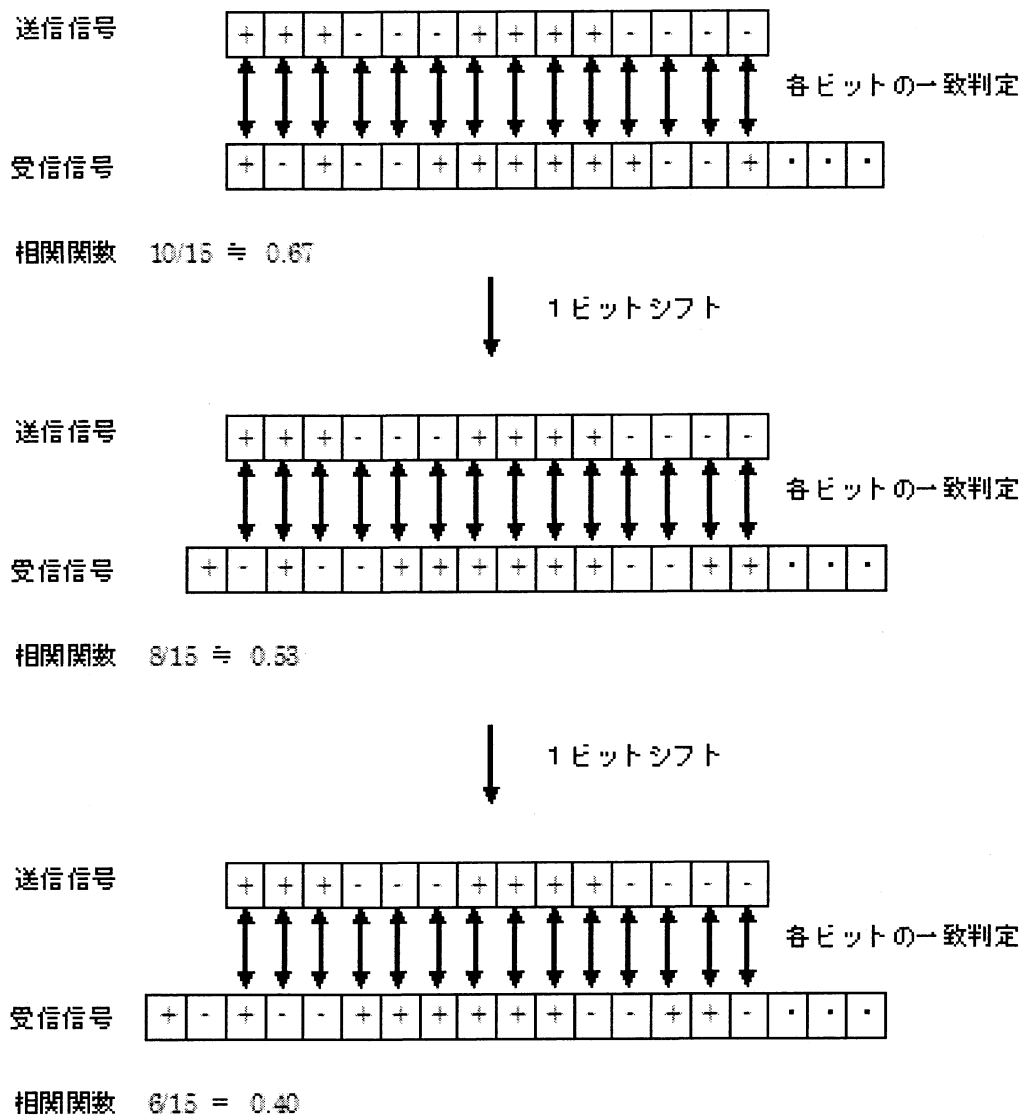 送信信号 + + + - - - + + + + - - - -
各ビットの一致判定
受信信号 + - + - - + + + + + + - - + ・ ・ ・
相関関数 10/15 ≒ 0.67
1ビットシフト
送信信号 + + + - - - + + + + - - - -
各ビットの一致判定
受信信号 + - + - - + + + + + + - - + + ・ ・ ・
相関関数 8/15 ≒ 0.53
1ビットシフト
送信信号 + + + - - - + + + + - - - -
各ビットの一致判定
受信信号 + - + - - + + + + + + - - + + - ・ ・ ・
相関関数 6/15 = 0.40